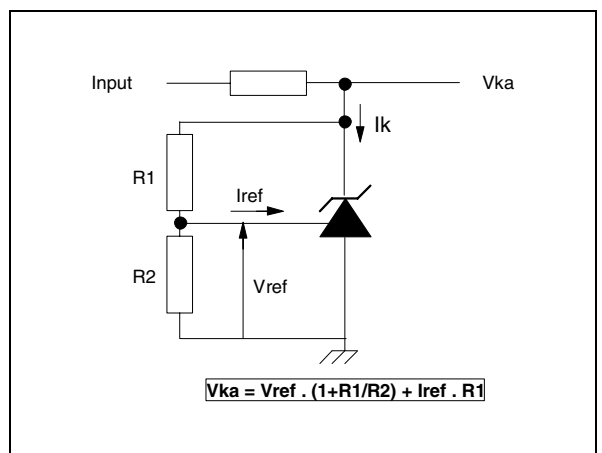 Input
Vka
Ik
R1
Iref
R2
Vref
Vka = Vref . (1+R1/R2) + Iref . R1